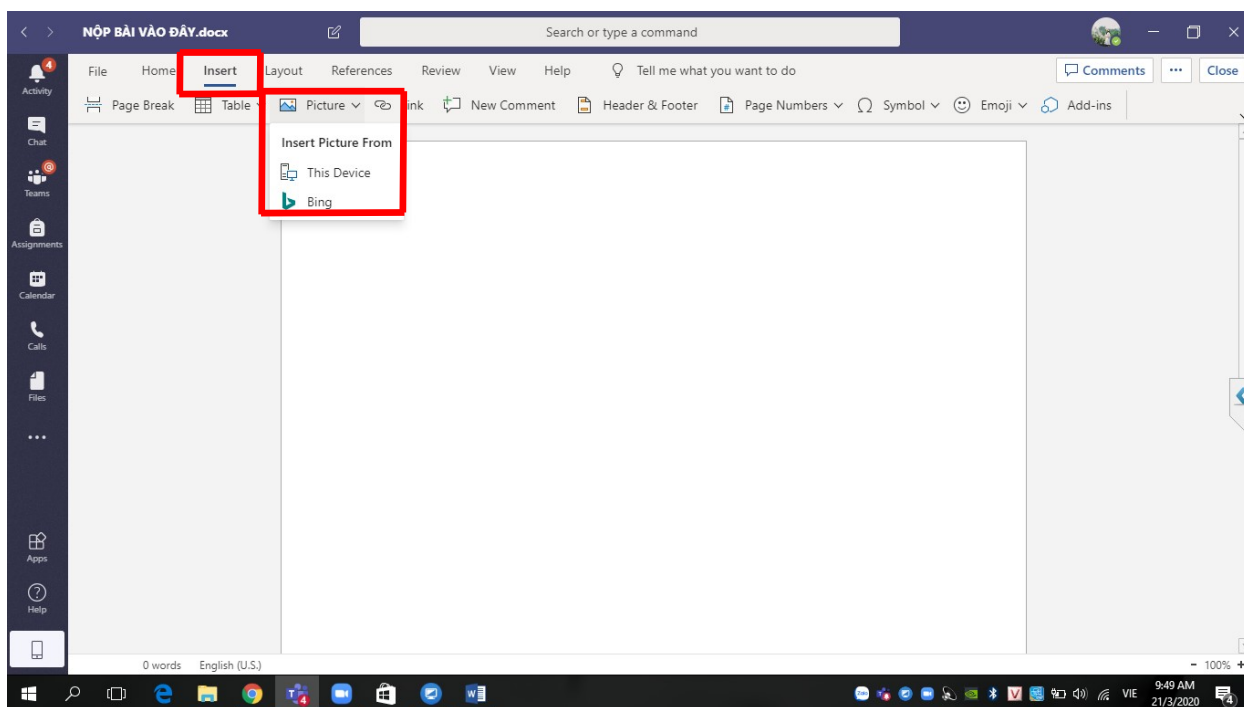 NỘP BÀI VÀO ĐÂY.docx
Search or type a command
File Home Insert Layout References Review View Help Tell me what you want to do Comments Close
Page Break Table Picture ink New Comment Header & Footer Page Numbers Symbol Emoji Add-ins
Insert Picture From
This Device
Bing
4
Activity
Chat
Teams
Assignments
Calendar
Calls
Files
Apps
Help
0 words English (U.S.)
- 100% +
VIE
9:49 AM
21/3/2020
4